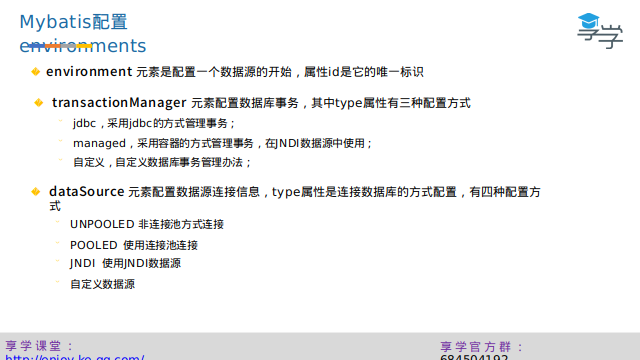 Mybatis配置
environments
享学
environment 元素是配置一个数据源的开始，属性id是它的唯一标识
transactionManager 元素配置数据库事务，其中type属性有三种配置方式
jdbc，采用jdbc的方式管理事务；
managed，采用容器的方式管理事务，在JNDI数据源中使用；
自定义，自定义数据库事务管理办法；
dataSource 元素配置数据源连接信息，type属性是连接数据库的方式配置，有四种配置方
式
UNPOOLED 非连接池方式连接
POOLED 使用连接池连接
JNDI 使用JNDI数据源
自定义数据源
享学课堂：
http://enjoy.ke.qq.com/
享学官方群：
684504192